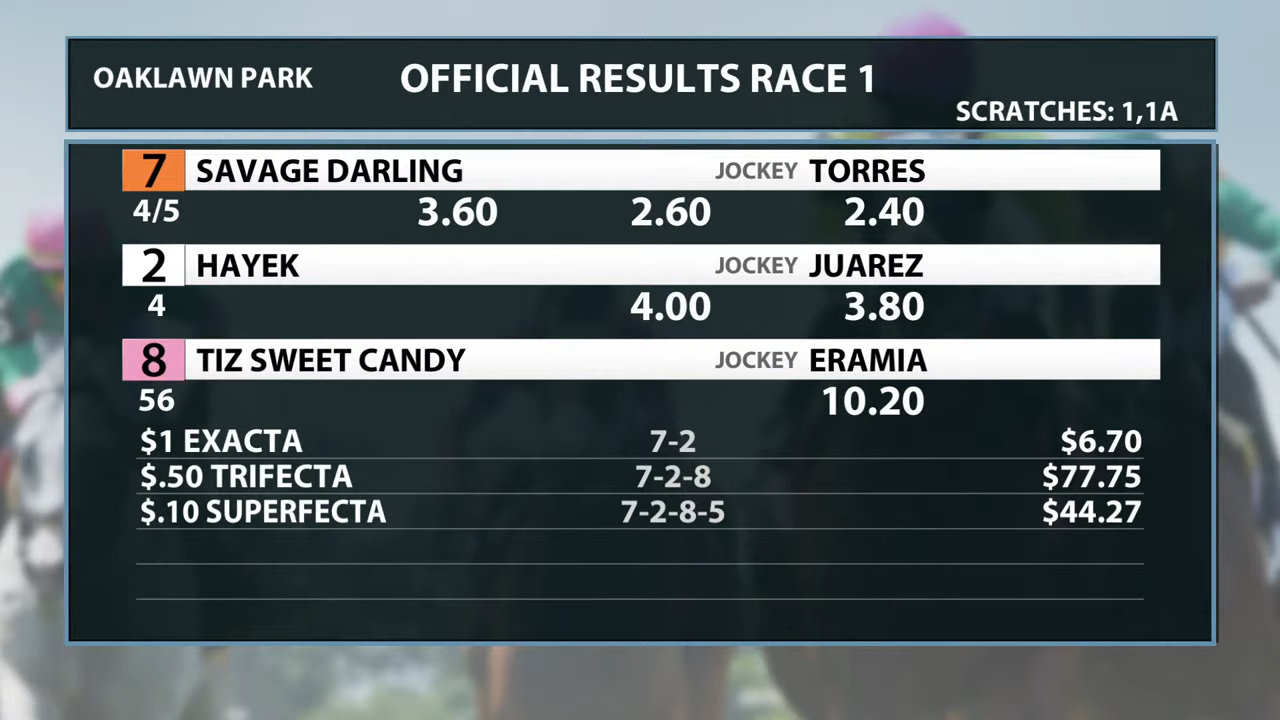 OAKLAWN PARK OFFICIAL RESULTS RACE 1
SCRATCHES: 1,1A
7 SAVAGE DARLING JOCKEY TORRES
4/5 3.60 2.60 2.40
2 HAYEK JOCKEY JUAREZ
4 4.00 3.80
8 TIZ SWEET CANDY JOCKEY ERAMIA
56 10.20
$1 EXACTA 7-2 $6.70
$.50 TRIFECTA 7-2-8 $77.75
$.10 SUPERFECTA 7-2-8-5 $44.27